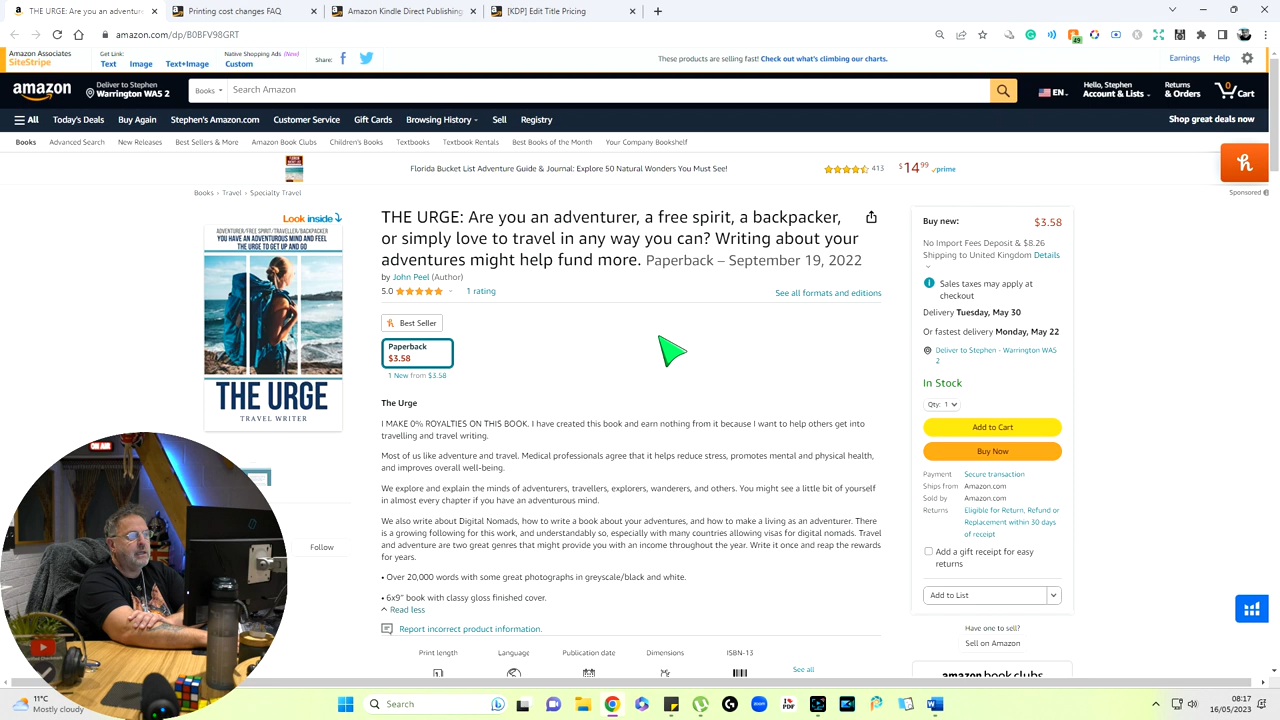 THE URGE: Are you an adventurer, a fr
Amazon Direct Publishing
Kindle Direct Publishing
[KDP] Edit Title Pricing
amazon.com/dp/B0BFV98GRT
Amazon Associates
SiteStripe
Get Link:
Text Image Text+Image
Native Shopping Ads (New)
Custom
Share:
These products are selling fast! Check out what's climbing our charts.
Earnings Help
amazon
Deliver to Stephen
Warrington WAS 2
Books
Search Amazon
EN
Hello, Stephen
Account & Lists
Returns
& Orders
0
Cart
All Today's Deals Buy Again Stephen's Amazon.com Customer Service Gift Cards Browsing History Sell Registry
Shop great deals now
Books Advanced Search New Releases Best Sellers & More Amazon Book Clubs Children's Books Textbooks Textbook Rentals Best Books of the Month Your Company Bookshelf
Florida Bucket List Adventure Guide & Journal: Explore 50 Natural Wonders You Must See!
413
$14 99
prime
Sponsored
Books › Travel › Specialty Travel
Look inside
ADVENTURER/FREE SPIRIT/TRAVELLER/BACKPACKER
YOU HAVE AN ADVENTUROUS MIND AND FEEL
THE URGE TO GET UP AND GO
THE URGE
TRAVEL WRITER
ON AIR
Follow
THE URGE: Are you an adventurer, a free spirit, a backpacker,
or simply love to travel in any way you can? Writing about your
adventures might help fund more. Paperback – September 19, 2022
by John Peel (Author)
5.0
1 rating
See all formats and editions
Best Seller
Paperback
$3.58
1 New from $3.58
The Urge
I MAKE 0% ROYALTIES ON THIS BOOK. I have created this book and earn nothing from it because I want to help others get into
travelling and travel writing.
Most of us like adventure and travel. Medical professionals agree that it helps reduce stress, promotes mental and physical health,
and improves overall well-being.
We explore and explain the minds of adventurers, travellers, explorers, wanderers, and others. You might see a little bit of yourself
in almost every chapter if you have an adventurous mind.
We also write about Digital Nomads, how to write a book about your adventures, and how to make a living as an adventurer. There
is a growing following for this work, and understandably so, especially with many countries allowing visas for digital nomads. Travel
and adventure are two great genres that might provide you with an income throughout the year. Write it once and reap the rewards
for years.
• Over 20,000 words with some great photographs in greyscale/black and white.
• 6x9" book with classy gloss finished cover.
Read less
Report incorrect product information.
Print length Language Publication date Dimensions ISBN-13
See all
Buy new:
$3.58
No Import Fees Deposit & $8.26
Shipping to United Kingdom Details
Sales taxes may apply at
checkout
Delivery Tuesday, May 30
Or fastest delivery Monday, May 22
Deliver to Stephen - Warrington WAS
2
In Stock
Qty: 1
Add to Cart
Buy Now
Payment Secure transaction
Ships from Amazon.com
Sold by Amazon.com
Returns Eligible for Return, Refund or
Replacement within 30 days
of receipt
Add a gift receipt for easy
returns
Add to List
Have one to sell?
Sell on Amazon
amazon book clubs
11°C
Mostly cloudy
Search
08:17
16/05/2023